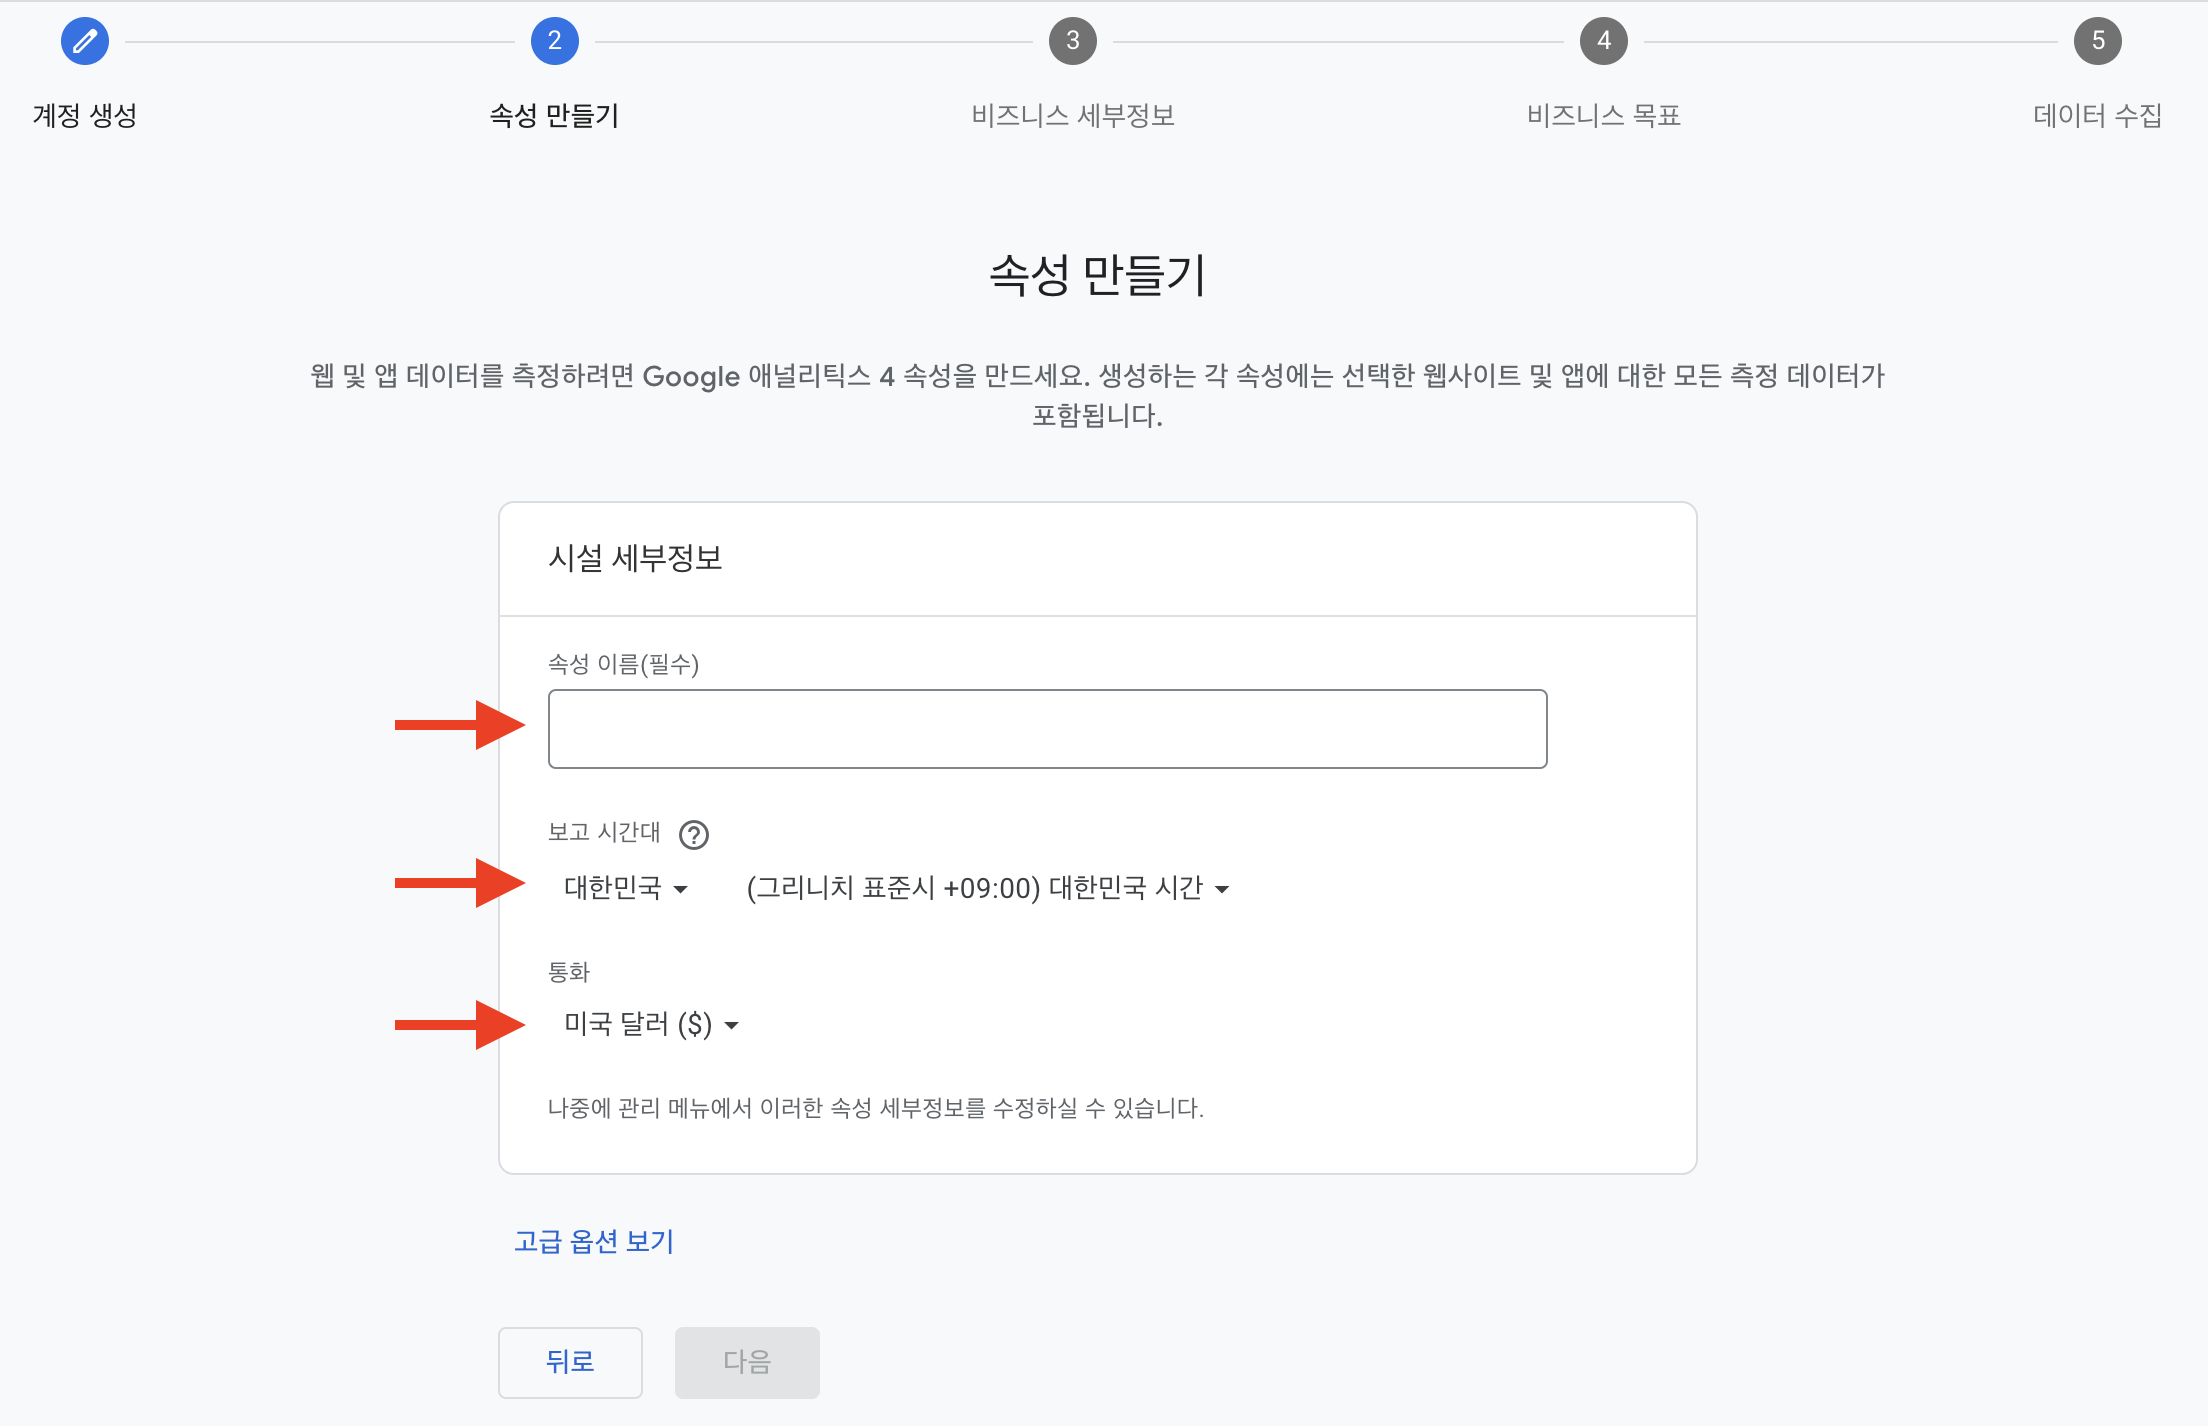 2
3
4
5
계정 생성
속성 만들기
비즈니스 세부정보
비즈니스 목표
데이터 수집
속성 만들기
웹 및 앱 데이터를 측정하려면 Google 애널리틱스 4 속성을 만드세요. 생성하는 각 속성에는 선택한 웹사이트 및 앱에 대한 모든 측정 데이터가
포함됩니다.
시설 세부정보
속성 이름(필수)
보고 시간대 ?
대한민국 (그리니치 표준시 +09:00) 대한민국 시간
통화
미국 달러 ($)
나중에 관리 메뉴에서 이러한 속성 세부정보를 수정하실 수 있습니다.
고급 옵션 보기
뒤로
다음